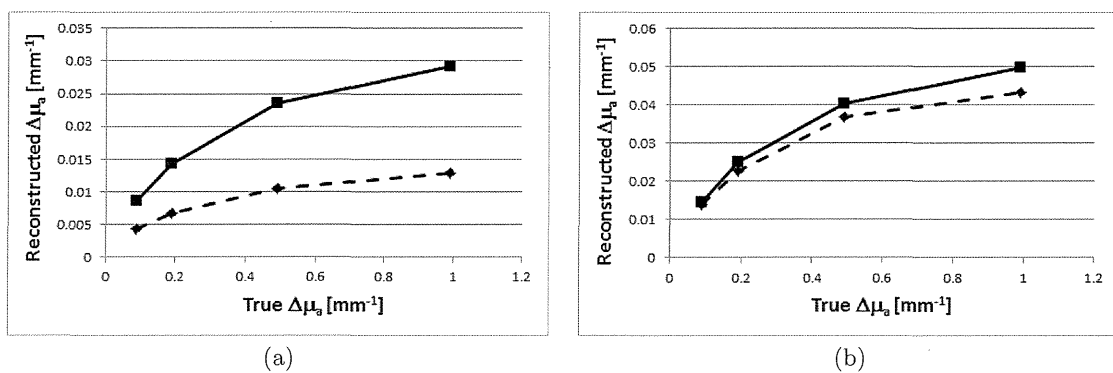 0.035
0.03
0.025
0.02
0.015
0.01
0.005
0
Reconstructed Δμa [mm-1]
0 0.2 0.4 0.6 0.8 1 1.2
True Δμa [mm-1]
(a)
0.06
0.05
0.04
0.03
0.02
0.01
0
Reconstructed Δμa [mm-1]
0 0.2 0.4 0.6 0.8 1 1.2
True Δμa [mm-1]
(b)